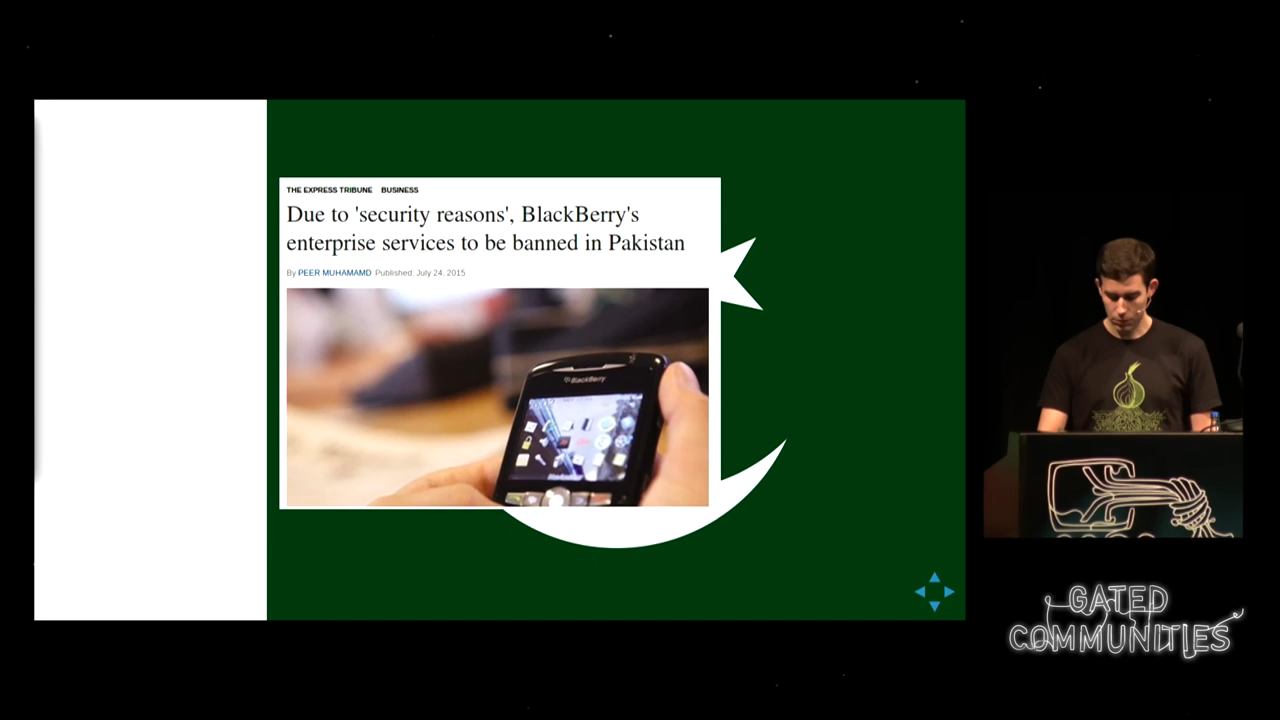 THE EXPRESS TRIBUNE BUSINESS
Due to 'security reasons', BlackBerry's
enterprise services to be banned in Pakistan
By PEER MUHAMAMD Published: July 24, 2015
BlackBerry
GATED
COMMUNITIES